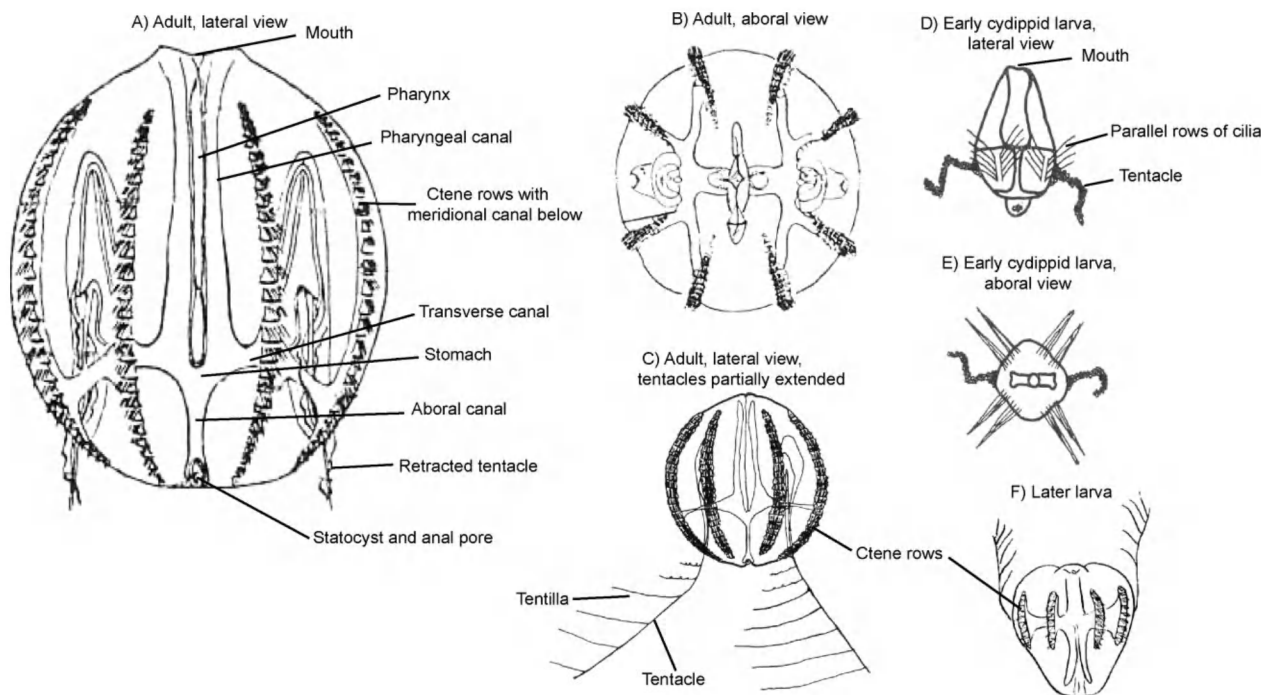 A) Adult, lateral view
Mouth
Pharynx
Pharyngeal canal
Ctene rows with
meridional canal below
Transverse canal
Stomach
Aboral canal
Retracted tentacle
Statocyst and anal pore
B) Adult, aboral view
C) Adult, lateral view,
tentacles partially extended
Tentilla
Tentacle
Ctene rows
D) Early cydippid larva,
lateral view
Mouth
Parallel rows of cilia
Tentacle
E) Early cydippid larva,
aboral view
F) Later larva